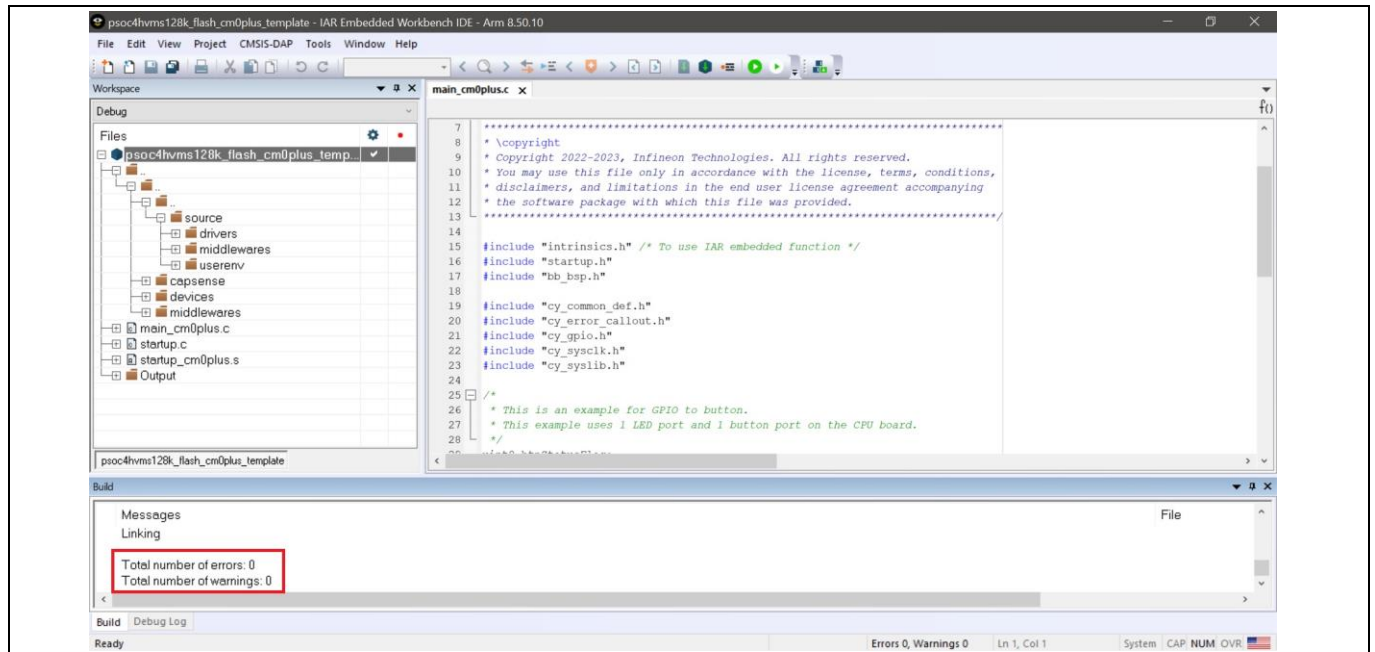 psoc4hvms128k_flash_cm0plus_template - IAR Embedded Workbench IDE - Arm 8.50.10
File Edit View Project CMSIS-DAP Tools Window Help
Workspace
Debug
Files
psoc4hvms128k_flash_cm0plus_temp...
..
..
..
source
drivers
middlewares
userenv
capsense
devices
middlewares
main_cm0plus.c
startup.c
startup_cm0plus.s
Output
psoc4hvms128k_flash_cm0plus_template
main_cm0plus.c x
f()
7 ********************************************************************************
8 * \copyright
9 * Copyright 2022-2023, Infineon Technologies. All rights reserved.
10 * You may use this file only in accordance with the license, terms, conditions,
11 * disclaimers, and limitations in the end user license agreement accompanying
12 * the software package with which this file was provided.
13 *******************************************************************************/
14
15 #include "intrinsics.h" /* To use IAR embedded function */
16 #include "startup.h"
17 #include "bb_bsp.h"
18
19 #include "cy_common_def.h"
20 #include "cy_error_callout.h"
21 #include "cy_gpio.h"
22 #include "cy_sysclk.h"
23 #include "cy_syslib.h"
24
25 /*
26 * This is an example for GPIO to button.
27 * This example uses 1 LED port and 1 button port on the CPU board.
28 */
Build
Messages File
Linking
Total number of errors: 0
Total number of warnings: 0
Build Debug Log
Ready Errors 0, Warnings 0 Ln 1, Col 1 System CAP NUM OVR